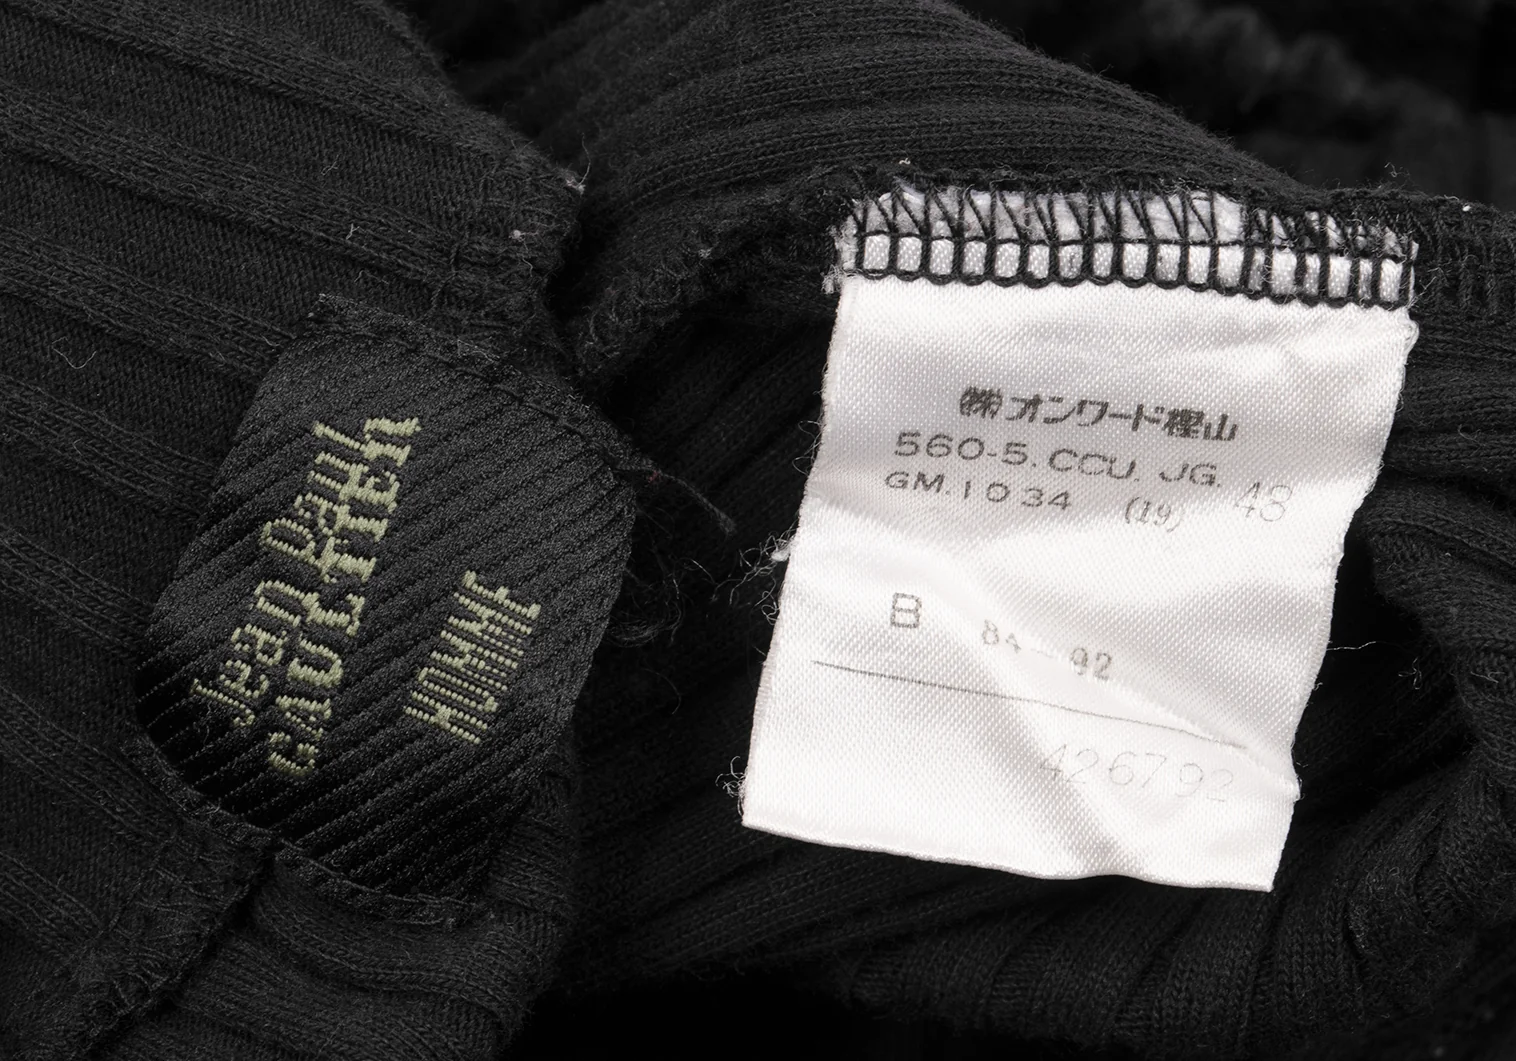 Jean Paul
GAULTIER
HOMME
㈱オンワード樫山
560-5. CCU. JG.
GM. 1034 (19) 48
B 84-92
426792